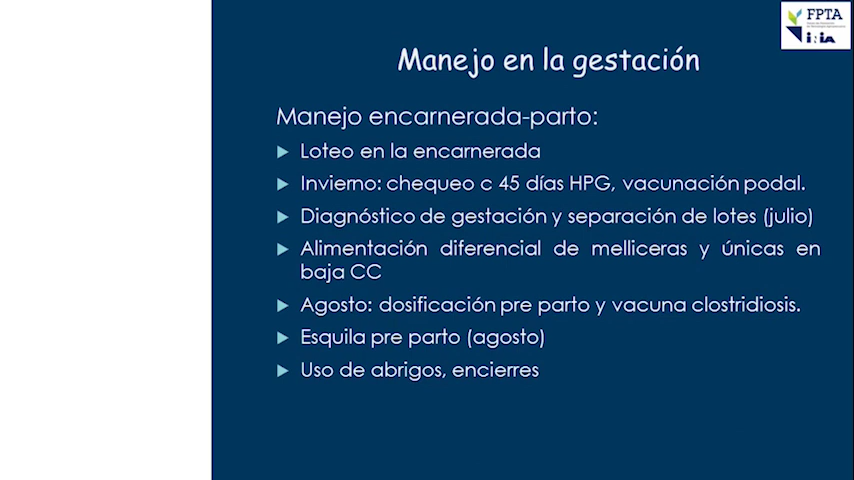 FPTA
INIA
Manejo en la gestación
Manejo encarnerada-parto:
Loteo en la encarnerada
Invierno: chequeo c 45 días HPG, vacunación podal.
Diagnóstico de gestación y separación de lotes (julio)
Alimentación diferencial de melliceras y únicas en
baja CC
Agosto: dosificación pre parto y vacuna clostridiosis.
Esquila pre parto (agosto)
Uso de abrigos, encierres